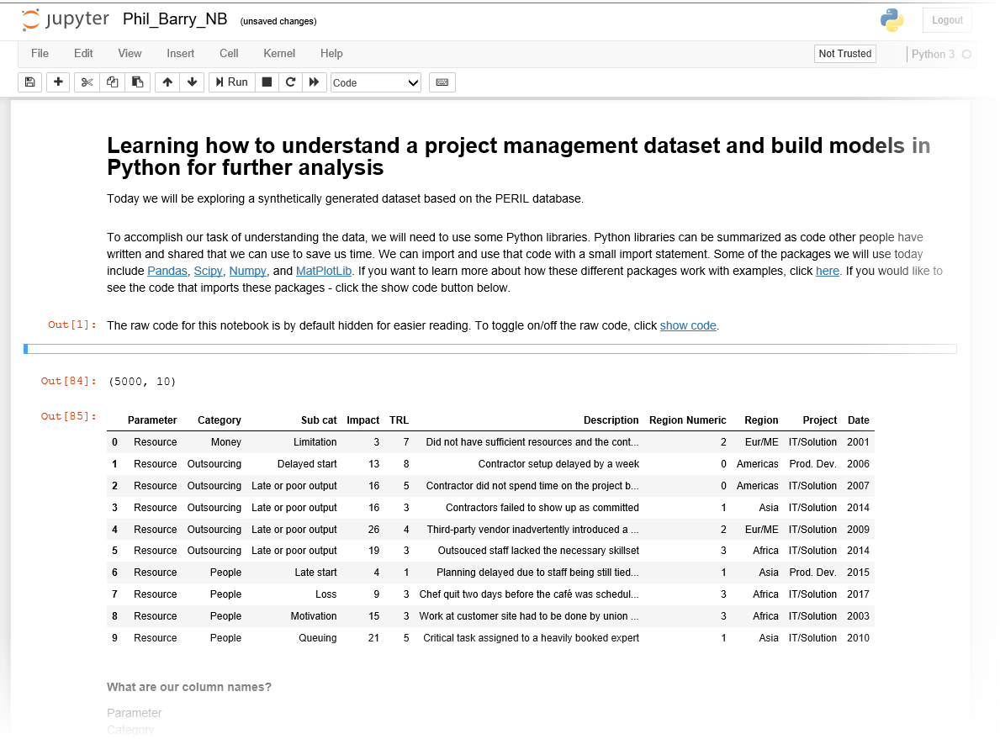 jupyter Phil_Barry_NB (unsaved changes) Logout
File Edit View Insert Cell Kernel Help Not Trusted Python 3
Run Code
Learning how to understand a project management dataset and build models in
Python for further analysis
Today we will be exploring a synthetically generated dataset based on the PERIL database.
To accomplish our task of understanding the data, we will need to use some Python libraries. Python libraries can be summarized as code other people have
written and shared that we can use to save us time. We can import and use that code with a small import statement. Some of the packages we will use today
include Pandas, Scipy, Numpy, and MatPlotLib. If you want to learn more about how these different packages work with examples, click here. If you would like to
see the code that imports these packages - click the show code button below.
Out[1]: The raw code for this notebook is by default hidden for easier reading. To toggle on/off the raw code, click show code.
Out[84]: (5000, 10)
Out[85]:
Parameter Category Sub cat Impact TRL Description Region Numeric Region Project Date
0 Resource Money Limitation 3 7 Did not have sufficient resources and the cont... 2 Eur/ME IT/Solution 2001
1 Resource Outsourcing Delayed start 13 8 Contractor setup delayed by a week 0 Americas Prod. Dev. 2006
2 Resource Outsourcing Late or poor output 16 5 Contractor did not spend time on the project b... 0 Americas IT/Solution 2007
3 Resource Outsourcing Late or poor output 16 3 Contractors failed to show up as committed 1 Asia IT/Solution 2014
4 Resource Outsourcing Late or poor output 26 4 Third-party vendor inadvertently introduced a ... 2 Eur/ME IT/Solution 2009
5 Resource Outsourcing Late or poor output 19 3 Outsouced staff lacked the necessary skillset 3 Africa IT/Solution 2014
6 Resource People Late start 4 1 Planning delayed due to staff being still tied... 1 Asia Prod. Dev. 2015
7 Resource People Loss 9 3 Chef quit two days before the café was schedul... 3 Africa IT/Solution 2017
8 Resource People Motivation 15 3 Work at customer site had to be done by union ... 3 Africa IT/Solution 2003
9 Resource People Queuing 21 5 Critical task assigned to a heavily booked expert 1 Asia IT/Solution 2010
What are our column names?
Parameter
Category